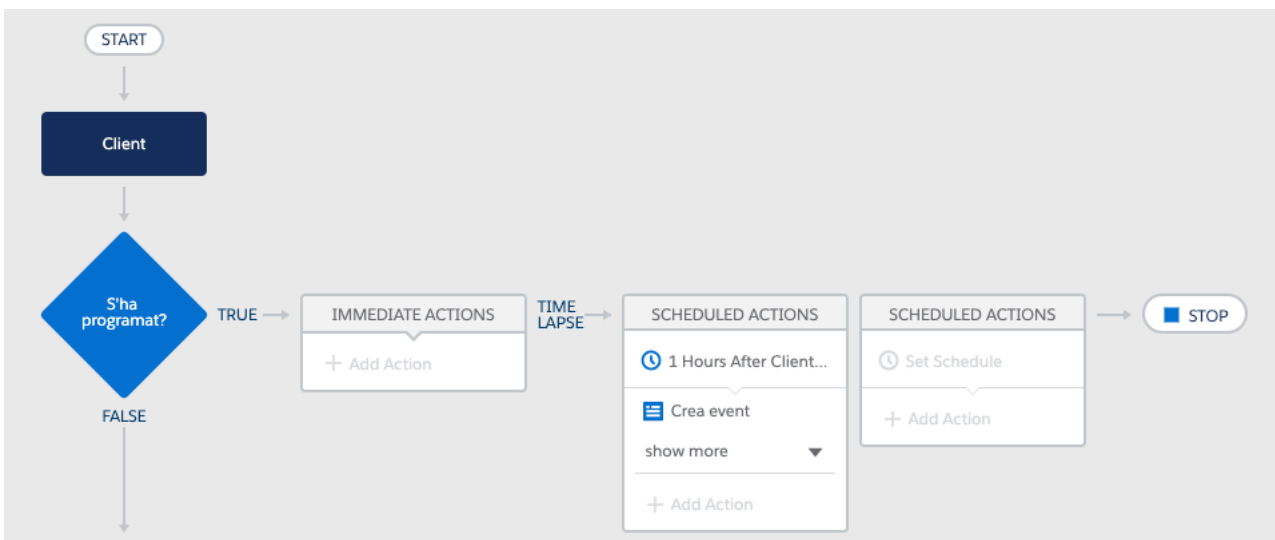 START
Client
S'ha
programat?
TRUE
IMMEDIATE ACTIONS
+ Add Action
TIME
LAPSE
SCHEDULED ACTIONS
1 Hours After Client...
Crea event
show more
+ Add Action
SCHEDULED ACTIONS
Set Schedule
+ Add Action
STOP
FALSE